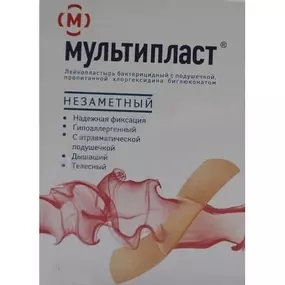 (М)
МУЛЬТИПЛАСТ®
Лейкопластырь бактерицидный с подушечкой,
пропитанной хлоргексидина биглюконатом
НЕЗАМЕТНЫЙ
• Надежная фиксация
• Гипоаллергенный
• С атравматической
подушечкой
• Дышащий
• Телесный